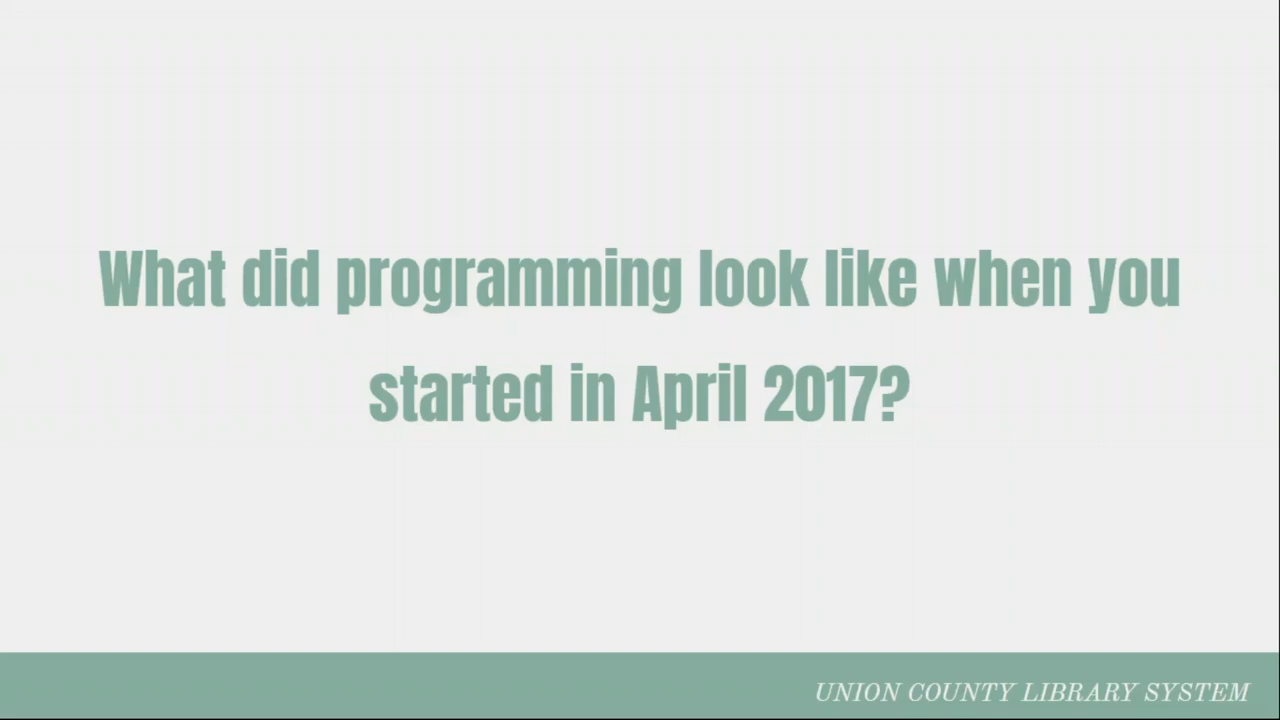 What did programming look like when you
started in April 2017?
UNION COUNTY LIBRARY SYSTEM